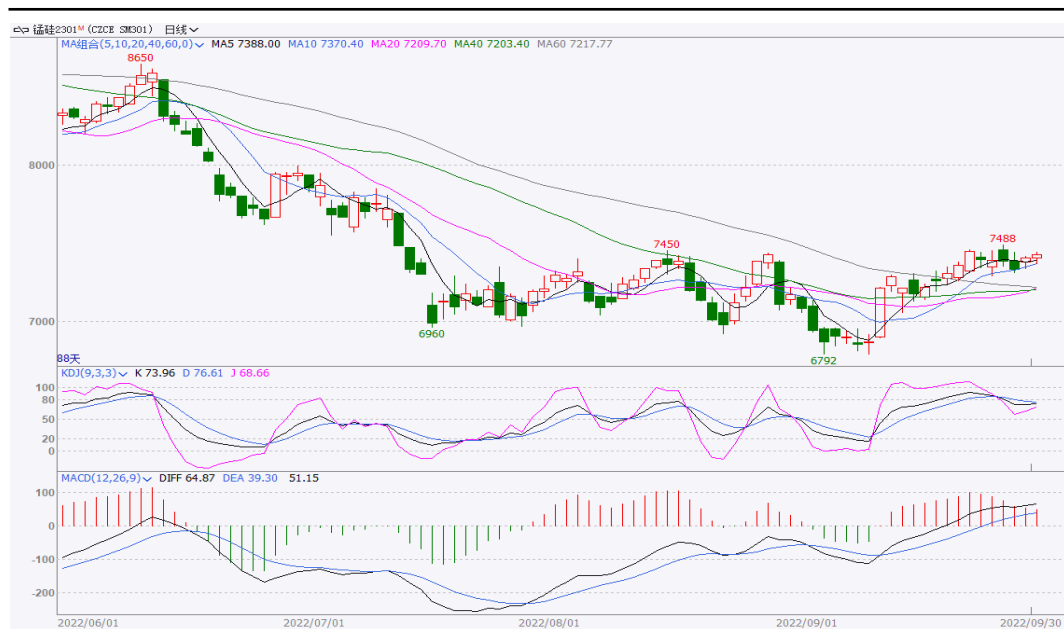 锰硅2301ᴹ (CZCE SM301) 日线
MA组合(5,10,20,40,60,0) MA5 7388.00 MA10 7370.40 MA20 7209.70 MA40 7203.40 MA60 7217.77
8650
8000
7450
7488
7000
6960
6792
88天
KDJ(9,3,3) K 73.96 D 76.61 J 68.66
100
80
50
20
0
MACD(12,26,9) DIFF 64.87 DEA 39.30 51.15
100
0
-100
-200
2022/06/01 2022/07/01 2022/08/01 2022/09/01 2022/09/30